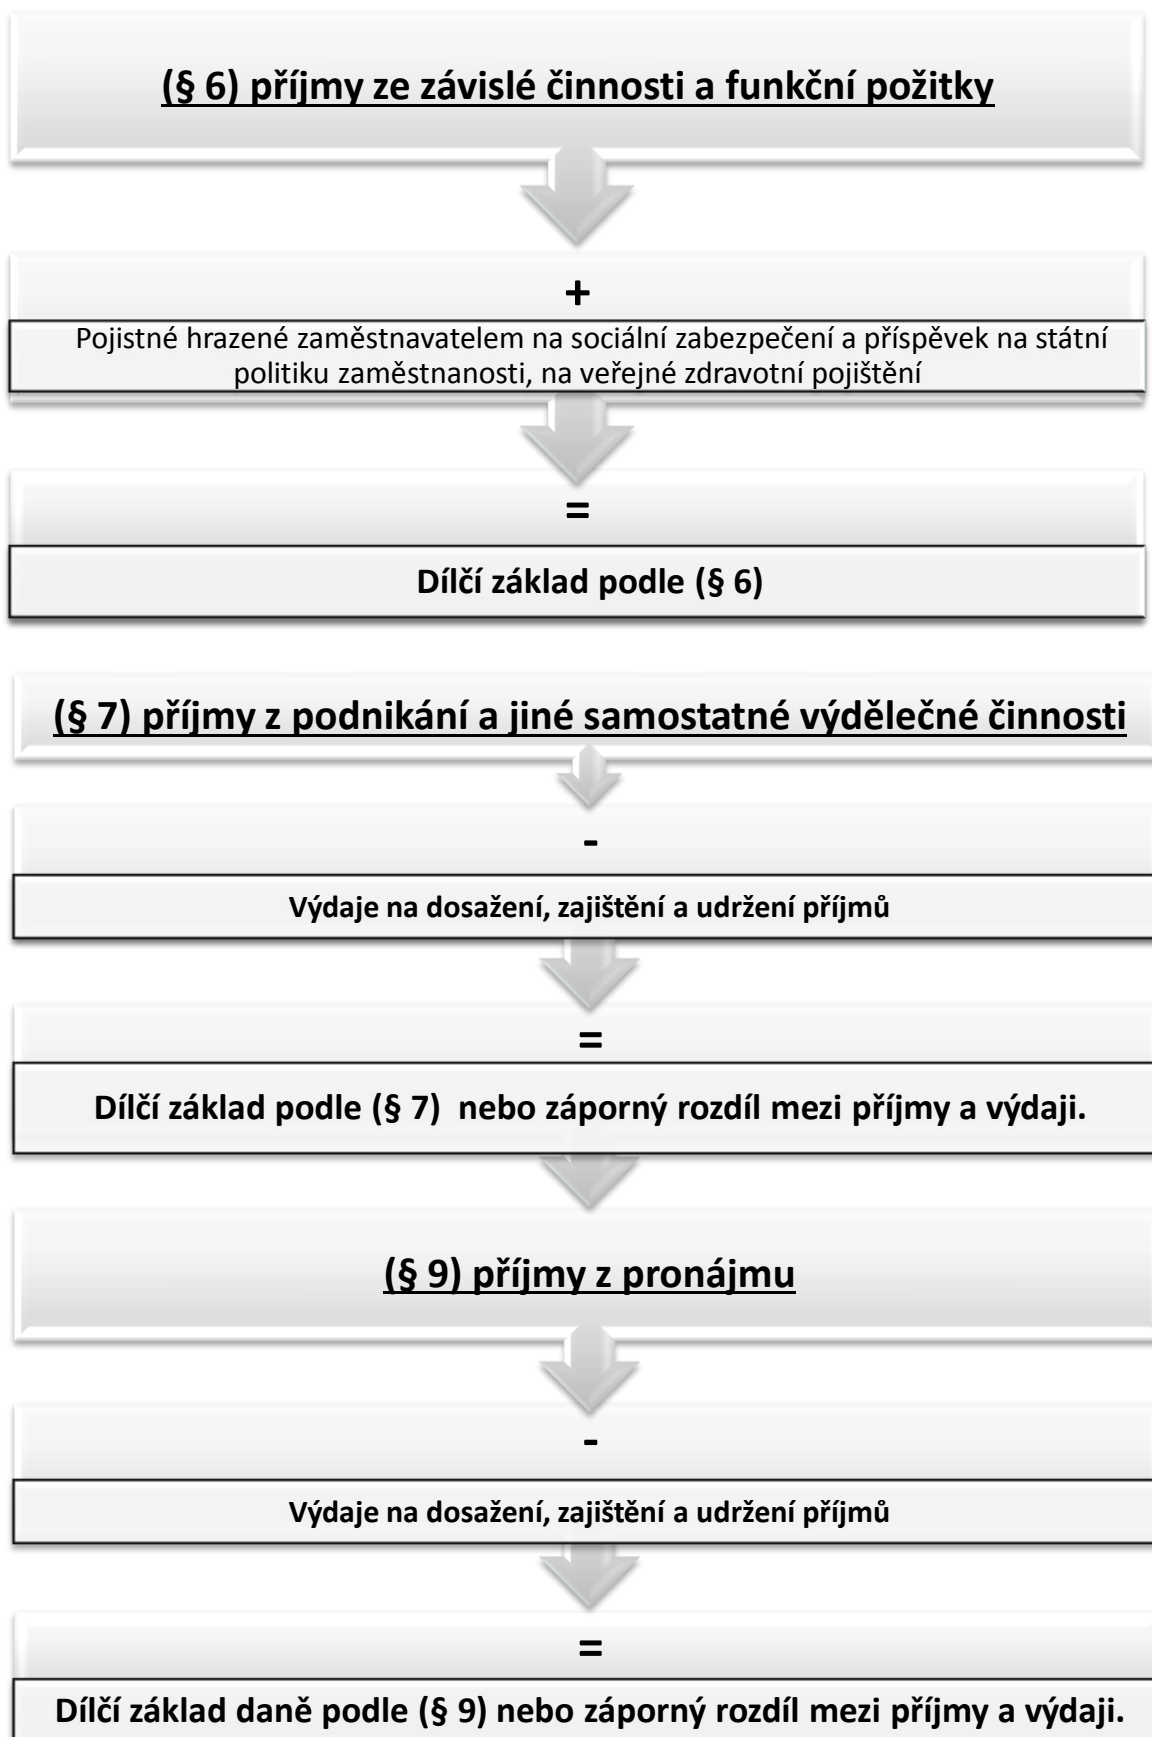 (§ 6) příjmy ze závislé činnosti a funkční požitky
+
Pojistné hrazené zaměstnavatelem na sociální zabezpečení a příspěvek na státní
politiku zaměstnanosti, na veřejné zdravotní pojištění
=
Dílčí základ podle (§ 6)
(§ 7) příjmy z podnikání a jiné samostatné výdělečné činnosti
-
Výdaje na dosažení, zajištění a udržení příjmů
=
Dílčí základ podle (§ 7) nebo záporný rozdíl mezi příjmy a výdaji.
(§ 9) příjmy z pronájmu
-
Výdaje na dosažení, zajištění a udržení příjmů
=
Dílčí základ daně podle (§ 9) nebo záporný rozdíl mezi příjmy a výdaji.